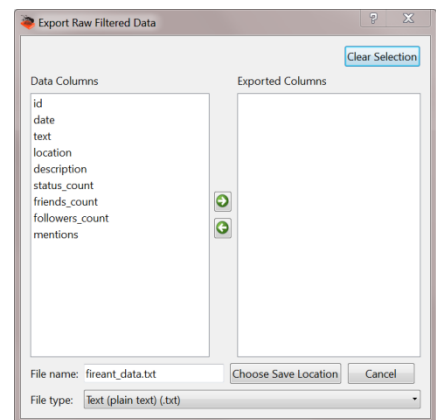 Export Raw Filtered Data
Clear Selection
Data Columns
Exported Columns
id
date
text
location
description
status_count
friends_count
followers_count
mentions
File name: fireant_data.txt Choose Save Location Cancel
File type: Text (plain text) (.txt)